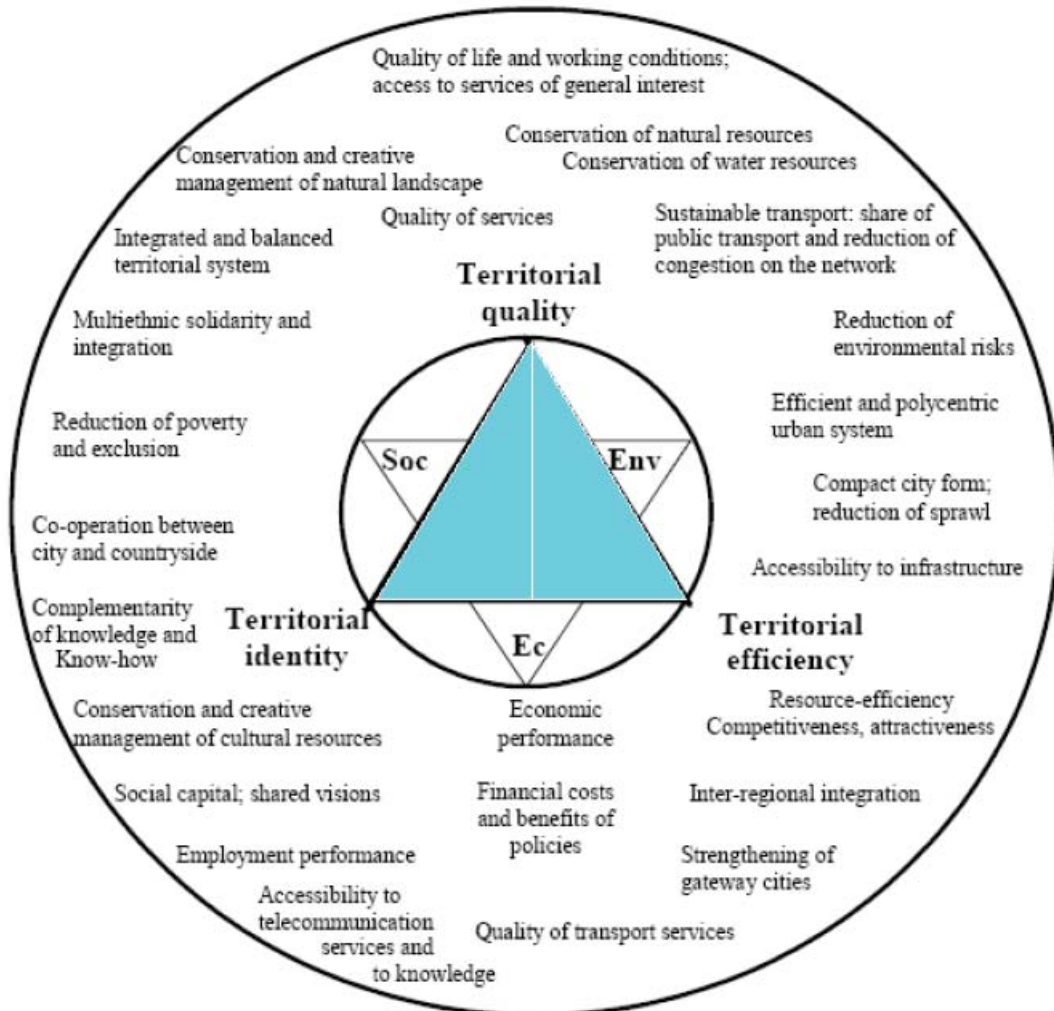 Quality of life and working conditions;
access to services of general interest
Conservation of natural resources
Conservation of water resources
Conservation and creative
management of natural landscape
Quality of services
Sustainable transport: share of
public transport and reduction of
congestion on the network
Integrated and balanced
territorial system
Territorial
quality
Multiethnic solidarity and
integration
Reduction of
environmental risks
Reduction of poverty
and exclusion
Efficient and polycentric
urban system
Soc
Env
Compact city form;
reduction of sprawl
Co-operation between
city and countryside
Accessibility to infrastructure
Complementarity
of knowledge and
Know-how
Territorial
identity
Ec
Territorial
efficiency
Conservation and creative
management of cultural resources
Economic
performance
Resource-efficiency
Competitiveness, attractiveness
Social capital; shared visions
Financial costs
and benefits of
policies
Inter-regional integration
Employment performance
Strengthening of
gateway cities
Accessibility to
telecommunication
services and
to knowledge
Quality of transport services